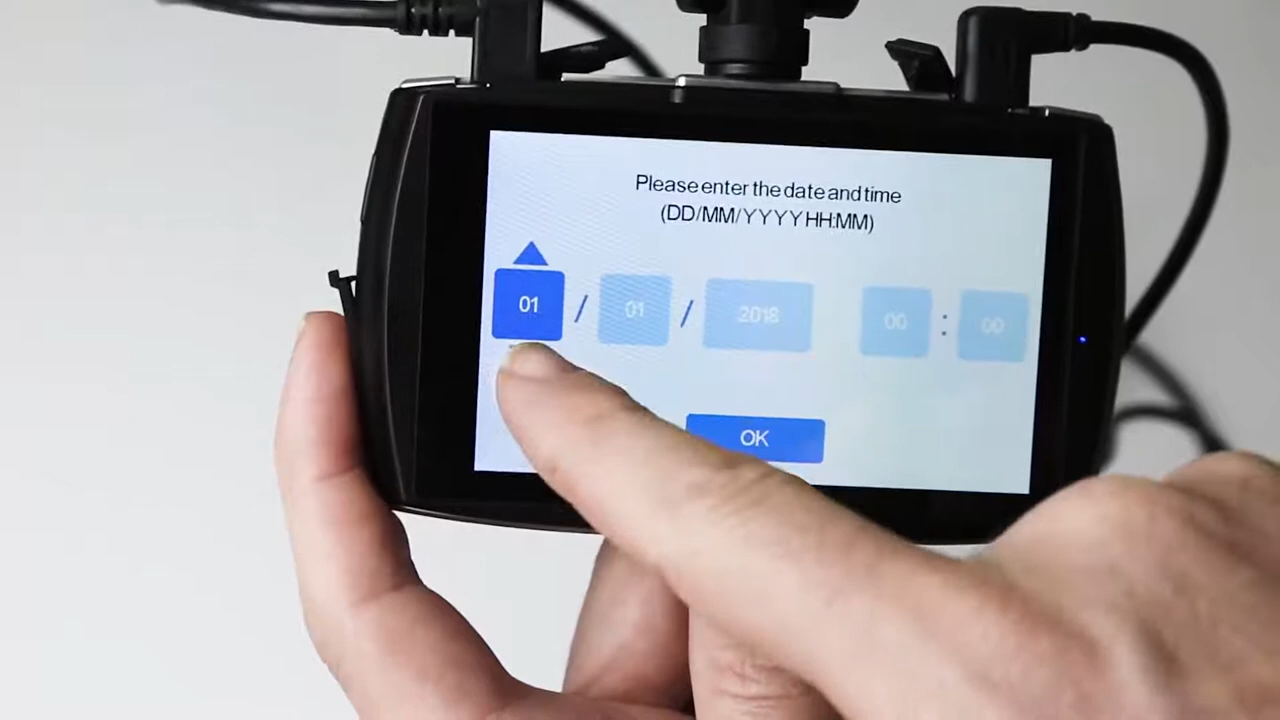 Please enter the date and time
(DD/MM/YYYY HH:MM)
01 / 01 / 2018 00 : 00
OK